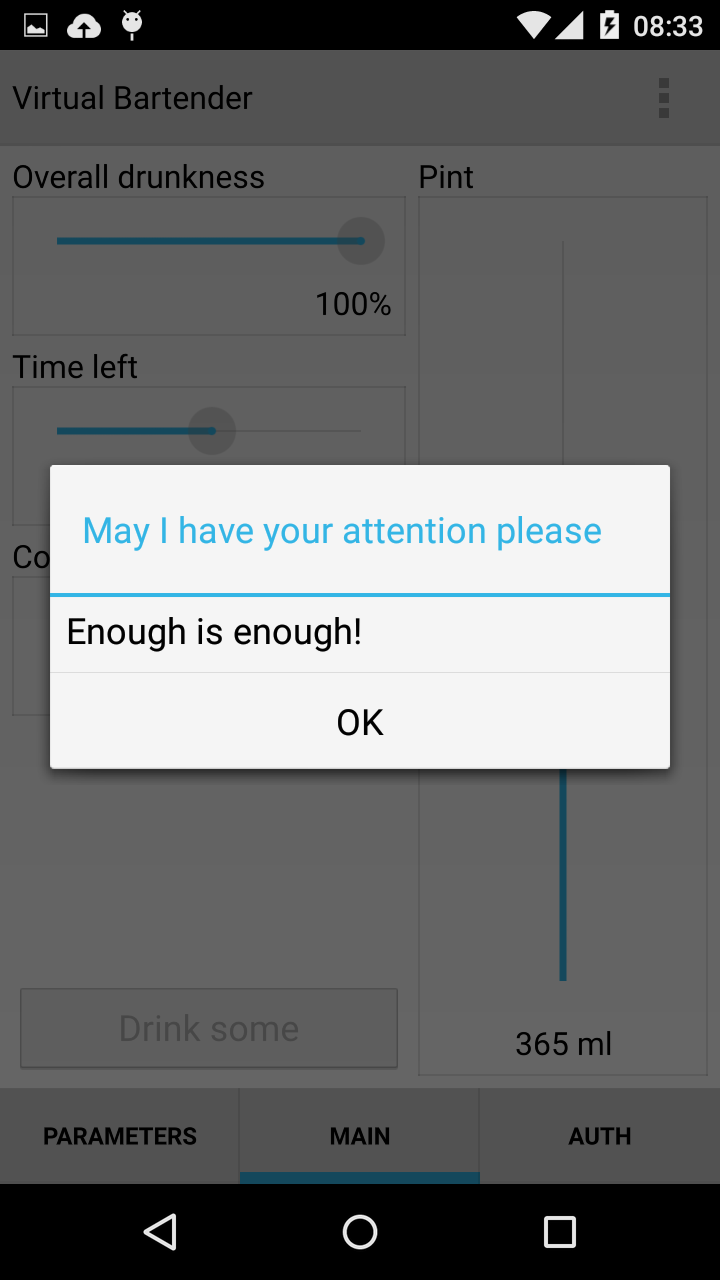 08:33
Virtual Bartender
Overall drunkness
Pint
100%
Time left
Co
May I have your attention please
Enough is enough!
OK
Drink some
365 ml
PARAMETERS
MAIN
AUTH